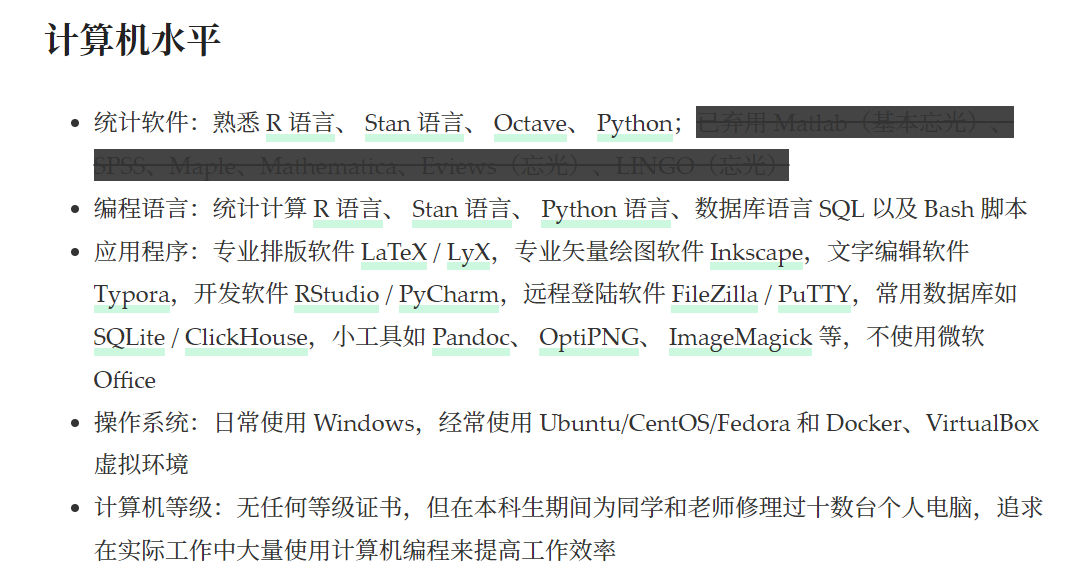 计算机水平
统计软件：熟悉 R 语言、 Stan 语言、 Octave、 Python；已弃用 Matlab（基本忘光）、
SPSS、Maple、Mathematica、Eviews（忘光）、LINGO（忘光）
编程语言：统计计算 R 语言、 Stan 语言、 Python 语言、数据库语言 SQL 以及 Bash 脚本
应用程序：专业排版软件 LaTeX / LyX，专业矢量绘图软件 Inkscape，文字编辑软件
Typora，开发软件 RStudio / PyCharm，远程登陆软件 FileZilla / PuTTY，常用数据库如
SQLite / ClickHouse，小工具如 Pandoc、 OptiPNG、 ImageMagick 等，不使用微软
Office
操作系统：日常使用 Windows，经常使用 Ubuntu/CentOS/Fedora 和 Docker、VirtualBox
虚拟环境
计算机等级：无任何等级证书，但在本科生期间为同学和老师修理过十数台个人电脑，追求
在实际工作中大量使用计算机编程来提高工作效率